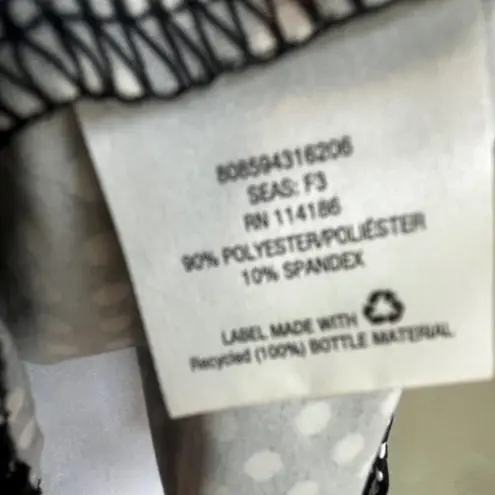 808594316206
SEAS: F3
RN 114186
90% POLYESTER/POLIÉSTER
10% SPANDEX
LABEL MADE WITH
Recycled (100%) BOTTLE MATERIAL